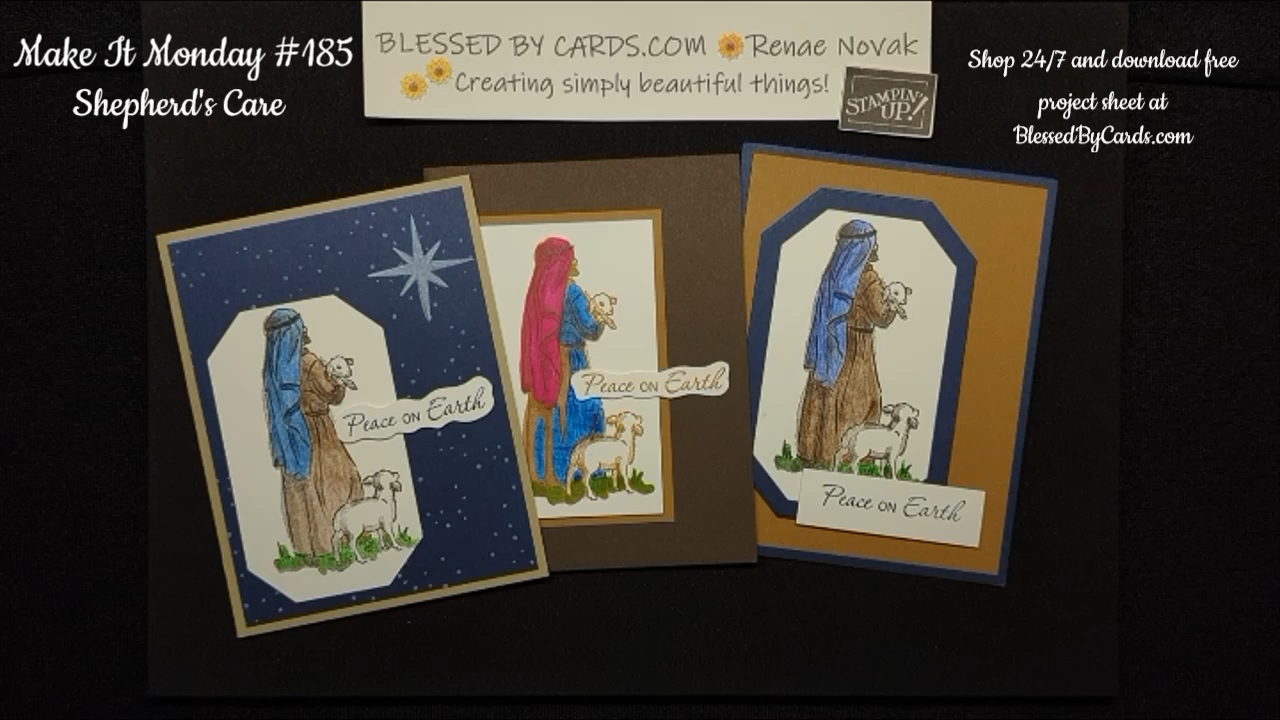 Make It Monday #185
Shepherd's Care
BLESSED BY CARDS.COM Renae Novak
Creating simply beautiful things!
STAMPIN' UP!
Shop 24/7 and download free
project sheet at
BlessedByCards.com
Peace on Earth
Peace on Earth
Peace on Earth